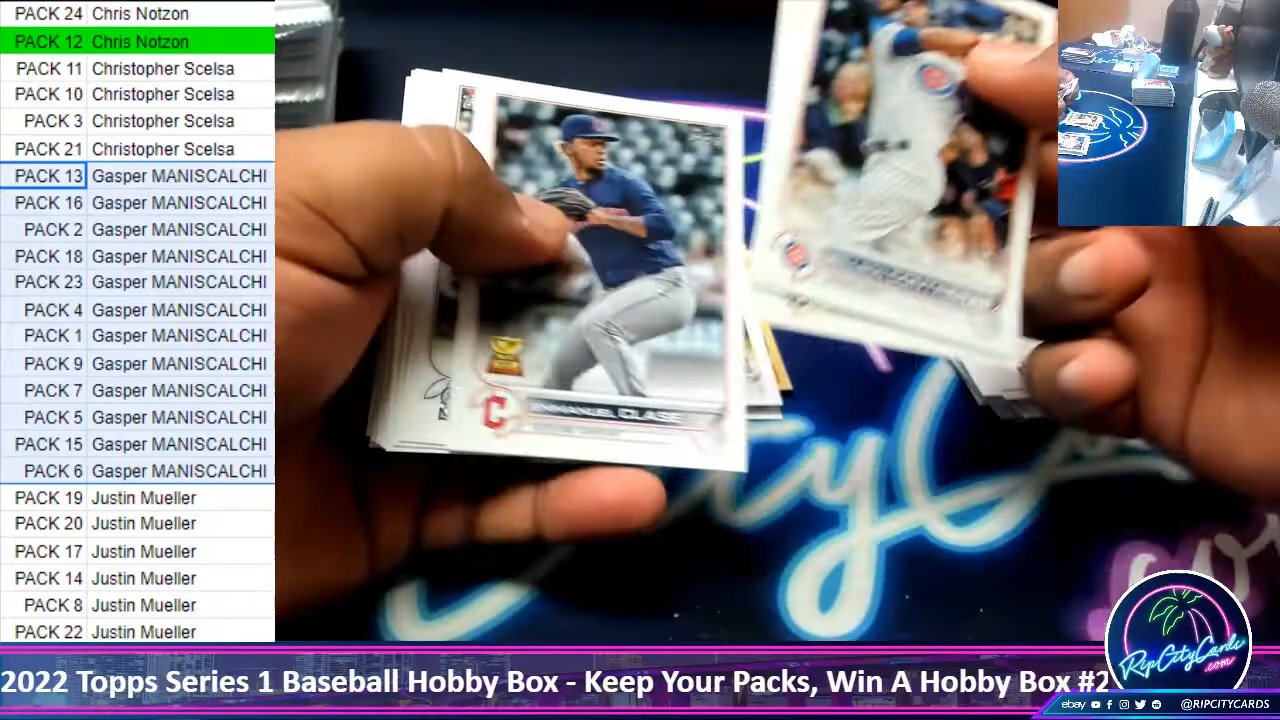 PACK 24 Chris Notzon
PACK 12 Chris Notzon
PACK 11 Christopher Scelsa
PACK 10 Christopher Scelsa
PACK 3 Christopher Scelsa
PACK 21 Christopher Scelsa
PACK 13 Gasper MANISCALCHI
PACK 16 Gasper MANISCALCHI
PACK 2 Gasper MANISCALCHI
PACK 18 Gasper MANISCALCHI
PACK 23 Gasper MANISCALCHI
PACK 4 Gasper MANISCALCHI
PACK 1 Gasper MANISCALCHI
PACK 9 Gasper MANISCALCHI
PACK 7 Gasper MANISCALCHI
PACK 5 Gasper MANISCALCHI
PACK 15 Gasper MANISCALCHI
PACK 6 Gasper MANISCALCHI
PACK 19 Justin Mueller
PACK 20 Justin Mueller
PACK 17 Justin Mueller
PACK 14 Justin Mueller
PACK 8 Justin Mueller
PACK 22 Justin Mueller
EMMANUEL CLASE
C
RipCityCards
.com
2022 Topps Series 1 Baseball Hobby Box - Keep Your Packs, Win A Hobby Box #2
ebay @RIPCITYCARDS